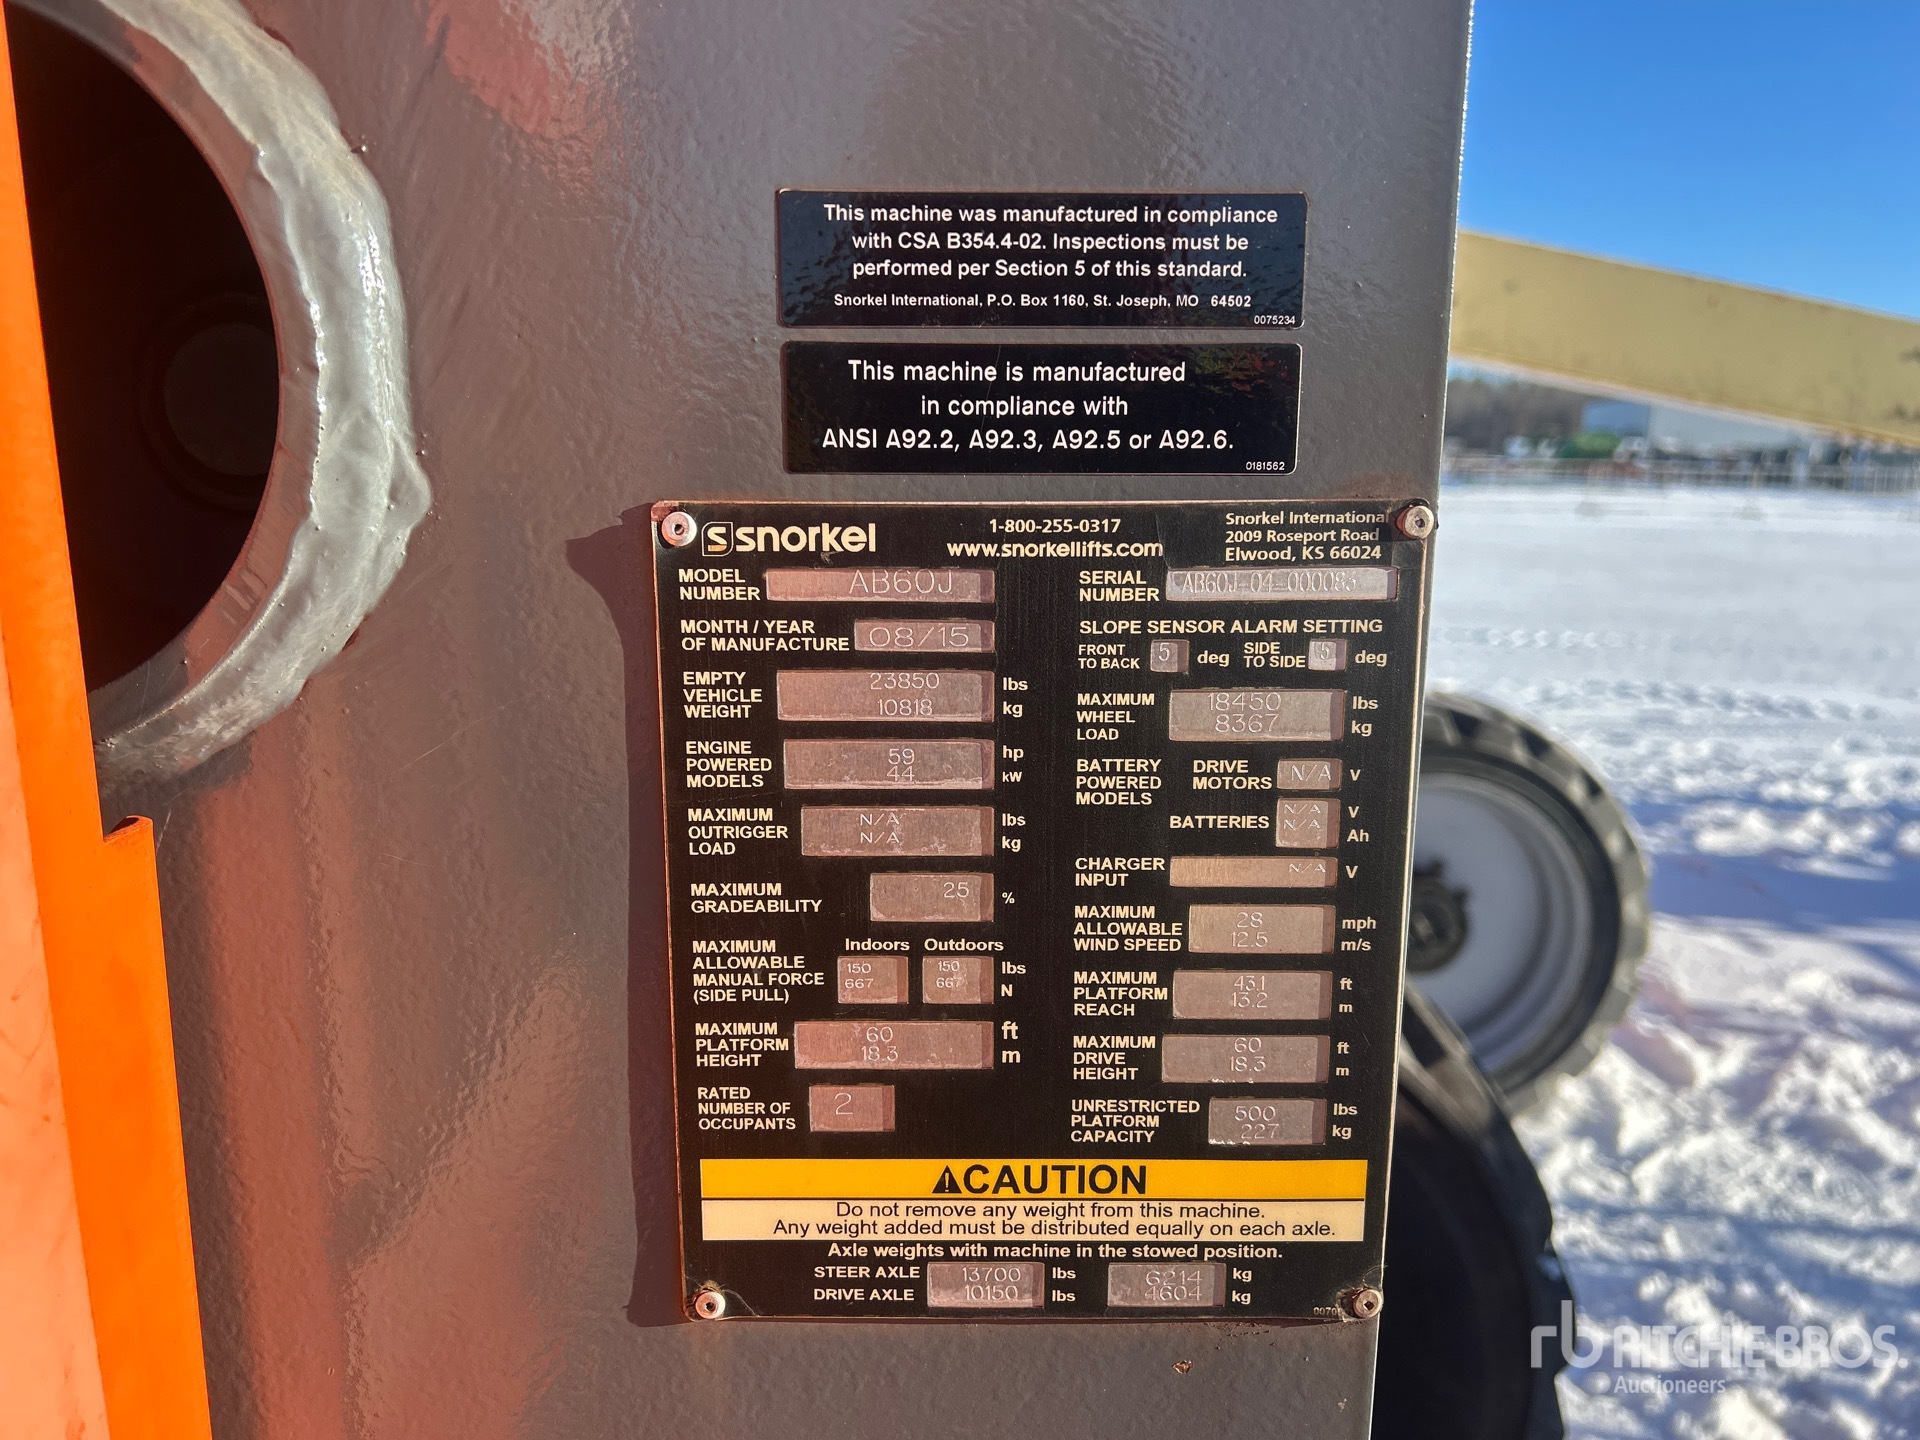 This machine was manufactured in compliance
with CSA B354.4-02. Inspections must be
performed per Section 5 of this standard.
Snorkel International, P.O. Box 1160, St. Joseph, MO 64502
0075234
This machine is manufactured
in compliance with
ANSI A92.2, A92.3, A92.5 or A92.6.
0181562
snorkel
1-800-255-0317
www.snorkellifts.com
Snorkel International
2009 Roseport Road
Elwood, KS 66024
MODEL
NUMBER AB60J
MONTH / YEAR
OF MANUFACTURE 08/15
EMPTY
VEHICLE
WEIGHT
23850 lbs
10818 kg
ENGINE
POWERED
MODELS
59 hp
44 kW
MAXIMUM
OUTRIGGER
LOAD
N/A lbs
N/A kg
MAXIMUM
GRADEABILITY 25 %
MAXIMUM
ALLOWABLE
MANUAL FORCE
(SIDE PULL)
Indoors Outdoors
150 150 lbs
667 667 N
MAXIMUM
PLATFORM
HEIGHT
60 ft
18.3 m
RATED
NUMBER OF
OCCUPANTS
2
SERIAL
NUMBER AB60J-04-000083
SLOPE SENSOR ALARM SETTING
FRONT
TO BACK 5 deg
SIDE
TO SIDE 5 deg
MAXIMUM
WHEEL
LOAD
18450 lbs
8367 kg
BATTERY
POWERED
MODELS
DRIVE
MOTORS N/A V
BATTERIES
N/A V
N/A Ah
CHARGER
INPUT N/A V
MAXIMUM
ALLOWABLE
WIND SPEED
28 mph
12.5 m/s
MAXIMUM
PLATFORM
REACH
43.1 ft
13.2 m
MAXIMUM
DRIVE
HEIGHT
60 ft
18.3 m
UNRESTRICTED
PLATFORM
CAPACITY
500 lbs
227 kg
CAUTION
Do not remove any weight from this machine.
Any weight added must be distributed equally on each axle.
Axle weights with machine in the stowed position.
STEER AXLE 13700 lbs 6214 kg
DRIVE AXLE 10150 lbs 4604 kg
rb RITCHIE BROS.
Auctioneers